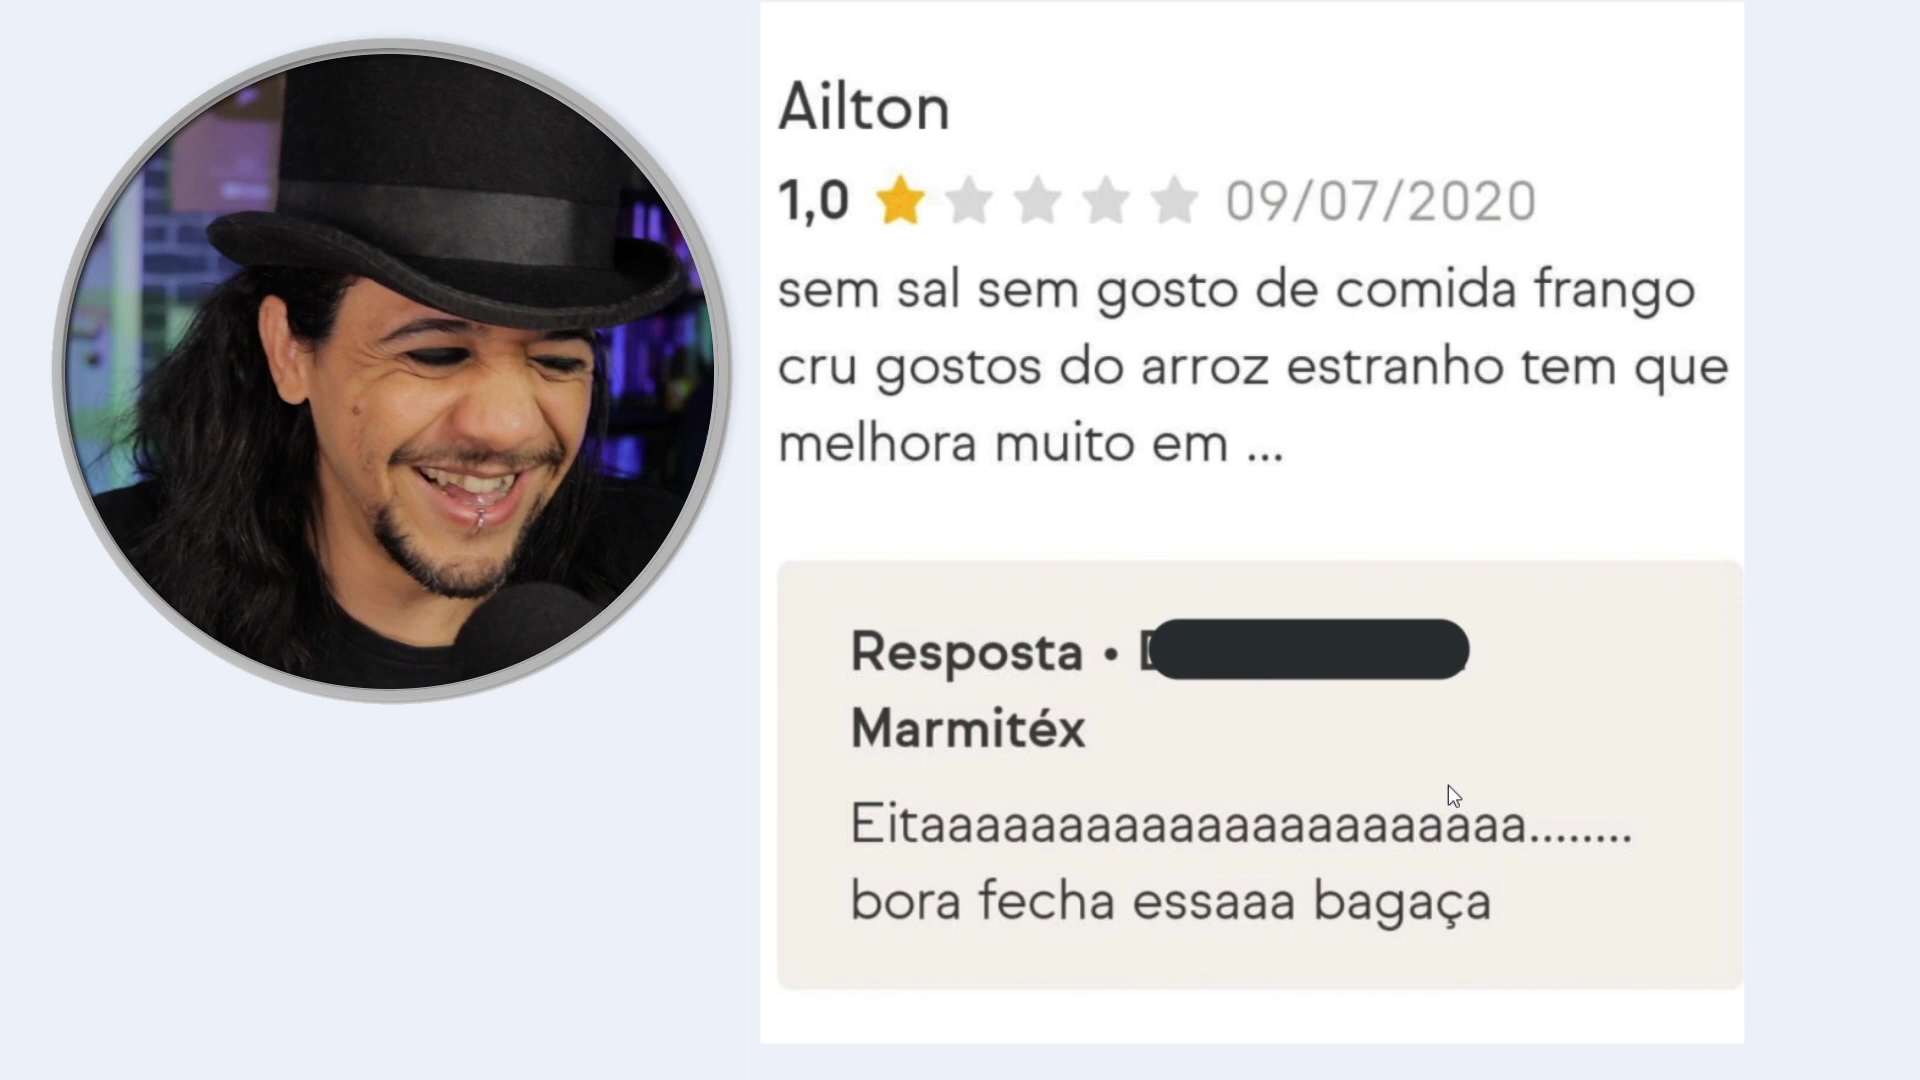 Ailton
1,0 09/07/2020
sem sal sem gosto de comida frango
cru gostos do arroz estranho tem que
melhora muito em ...
Resposta •
Marmitéx
Eitaaaaaaaaaaaaaaaaaaaaaaa........
bora fecha essaaa bagaça